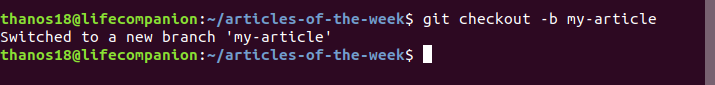 thanos18@lifecompanion:~/articles-of-the-week$ git checkout -b my-article
Switched to a new branch 'my-article'
thanos18@lifecompanion:~/articles-of-the-week$